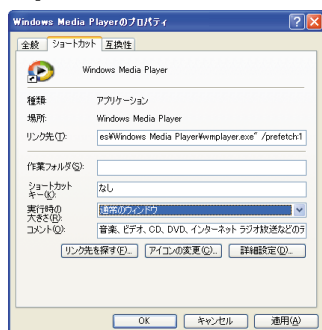 Windows Media Playerのプロパティ
全般 ショートカット 互換性
Windows Media Player
種類: アプリケーション
場所: Windows Media Player
リンク先(T): es¥Windows Media Player¥wmplayer.exe" /prefetch:1
作業フォルダ(S):
ショートカット キー(K): なし
実行時の 大きさ(R): 通常のウィンドウ
コメント(O): 音楽、ビデオ、CD、DVD、インターネット ラジオ放送などのラ
リンク先を探す(F)... アイコンの変更(C)... 詳細設定(D)...
OK キャンセル 適用(A)